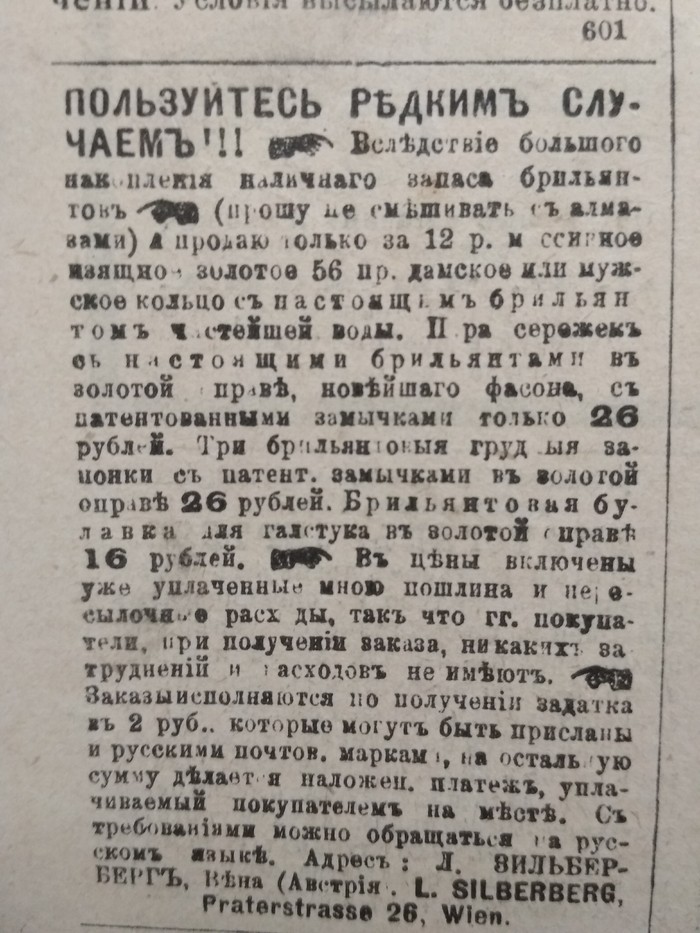 Условія высылаются безплатно.
601
ПОЛЬЗУЙТЕСЬ РѢДКИМЪ СЛУ-
ЧАЕМЪ!!! Вслѣдствіе большого
накопленія наличнаго запаса брильян-
товъ (прошу не смѣшивать съ алма-
зами) я продаю только за 12 р. массивное
изящное золотое 56 пр. дамское или муж-
ское кольцо съ настоящимъ брильян
томъ чистейшей воды. Пара сережекъ
съ настоящими брильянтами въ
золотой оправѣ, новѣйшаго фасона, съ
патентованными замычками только 26
рублей. Три брильянтовыя грудныя за-
понки съ патент. замычками въ золотой
оправѣ 26 рублей. Брильянтовая бу-
лавка для галстука въ золотой оправѣ
16 рублей. Въ цѣны включены
уже уплаченные мною пошлина и пере-
сылочные расходы, такъ что гг. покупа-
тели, при полученіи заказа, никакихъ за
трудненій и расходовъ не имѣютъ.
Заказы исполняются по полученіи задатка
въ 2 руб.. которые могутъ быть присланы
и русскими почтов. марками, на остальную
сумму дѣлается наложен. платежъ, упла-
чиваемый покупателемъ на мѣстѣ. Съ
требованіями можно обращаться на рус-
скомъ языкѣ. Адресъ: Л. ЗИЛЬБЕР-
БЕРГЪ, Вѣна (Австрія. L. SILBERBERG,
Praterstrasse 26, Wien.